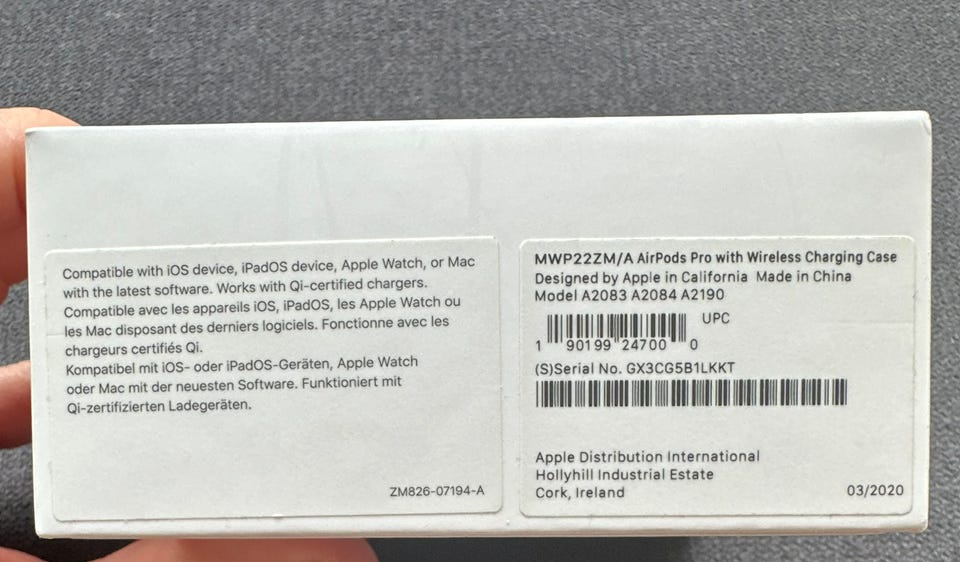 Compatible with iOS device, iPadOS device, Apple Watch, or Mac
with the latest software. Works with Qi-certified chargers.
Compatible avec les appareils iOS, iPadOS, les Apple Watch ou
les Mac disposant des derniers logiciels. Fonctionne avec les
chargeurs certifiés Qi.
Kompatibel mit iOS- oder iPadOS-Geräten, Apple Watch
oder Mac mit der neuesten Software. Funktioniert mit
Qi-zertifizierten Ladegeräten.
ZM826-07194-A
MWP22ZM/A AirPods Pro with Wireless Charging Case
Designed by Apple in California Made in China
Model A2083 A2084 A2190
UPC
1 90199 24700 0
(S)Serial No. GX3CG5B1LKKT
Apple Distribution International
Hollyhill Industrial Estate
Cork, Ireland 03/2020